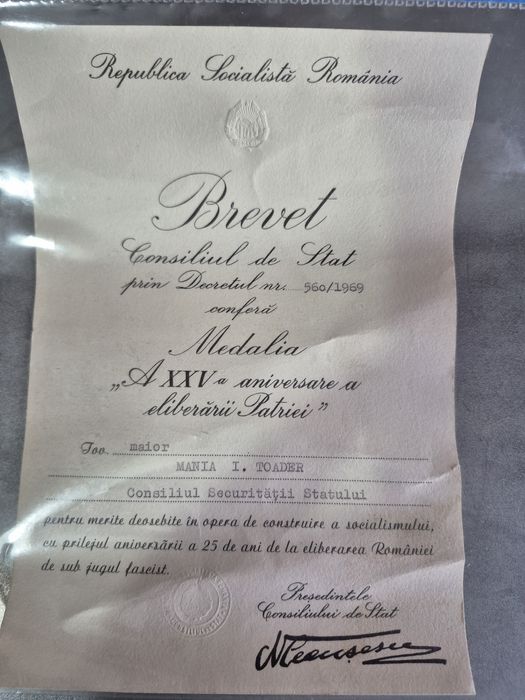 Republica Socialistă România
Brevet
Consiliul de Stat
prin Decretul nr. 560/1969
conferă
Medalia
„A XXV-a aniversare a
eliberării Patriei”
Tov. maior
MANIA I. TOADER
Consiliul Securității Statului
pentru merite deosebite în opera de construire a socialismului,
cu prilejul aniversării a 25 de ani de la eliberarea României
de sub jugul fascist.
Președintele
Consiliului de Stat
NCeaușescu